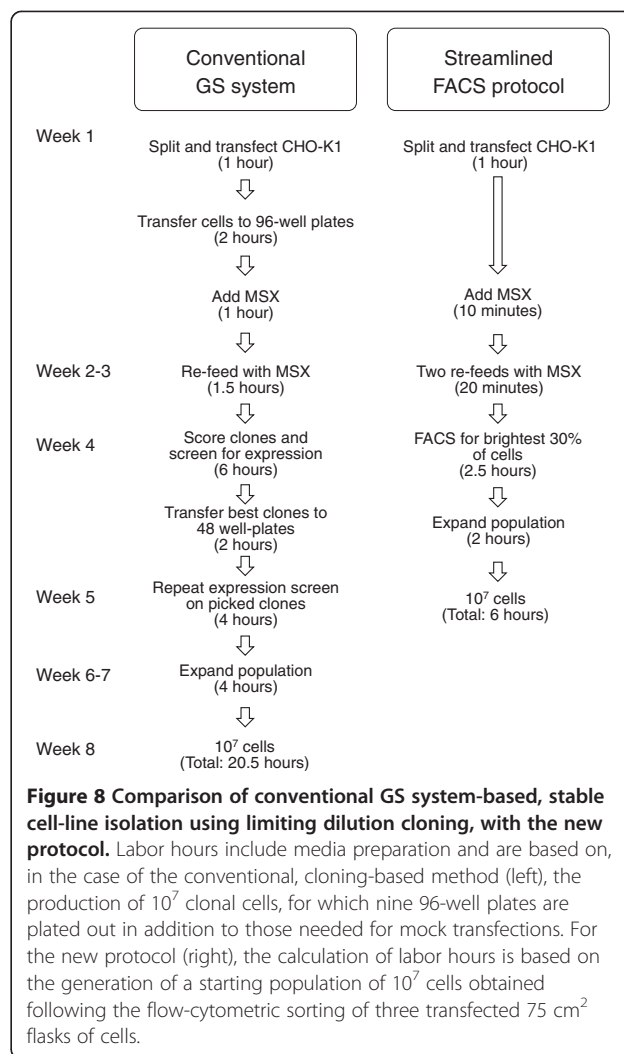 Conventional
GS system
Streamlined
FACS protocol
Week 1
Split and transfect CHO-K1
(1 hour)
Split and transfect CHO-K1
(1 hour)
Transfer cells to 96-well plates
(2 hours)
Add MSX
(1 hour)
Add MSX
(10 minutes)
Week 2-3
Re-feed with MSX
(1.5 hours)
Two re-feeds with MSX
(20 minutes)
Week 4
Score clones and
screen for expression
(6 hours)
FACS for brightest 30%
of cells
(2.5 hours)
Transfer best clones to
48 well-plates
(2 hours)
Expand population
(2 hours)
Week 5
Repeat expression screen
on picked clones
(4 hours)
10⁷ cells
(Total: 6 hours)
Week 6-7
Expand population
(4 hours)
Week 8
10⁷ cells
(Total: 20.5 hours)
Figure 8 Comparison of conventional GS system-based, stable
cell-line isolation using limiting dilution cloning, with the new
protocol. Labor hours include media preparation and are based on,
in the case of the conventional, cloning-based method (left), the
production of 10⁷ clonal cells, for which nine 96-well plates are
plated out in addition to those needed for mock transfections. For
the new protocol (right), the calculation of labor hours is based on
the generation of a starting population of 10⁷ cells obtained
following the flow-cytometric sorting of three transfected 75 cm²
flasks of cells.